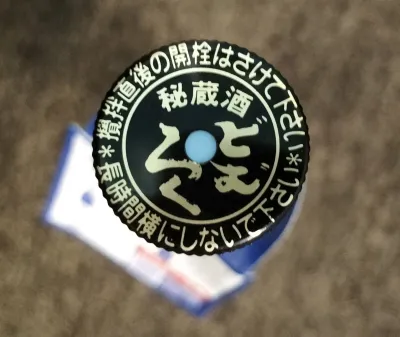 秘蔵酒
どむろく
攪拌直後の開栓はさけて下さい*
長時間横にしないで下さい*